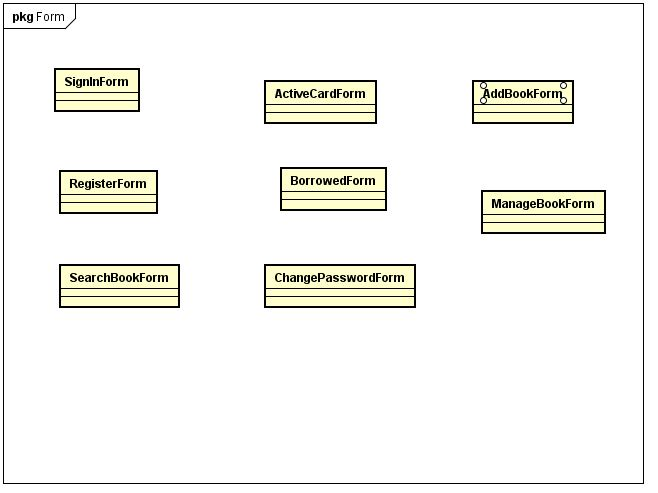 pkg Form
SignInForm
ActiveCardForm
AddBookForm
RegisterForm
BorrowedForm
ManageBookForm
SearchBookForm
ChangePasswordForm